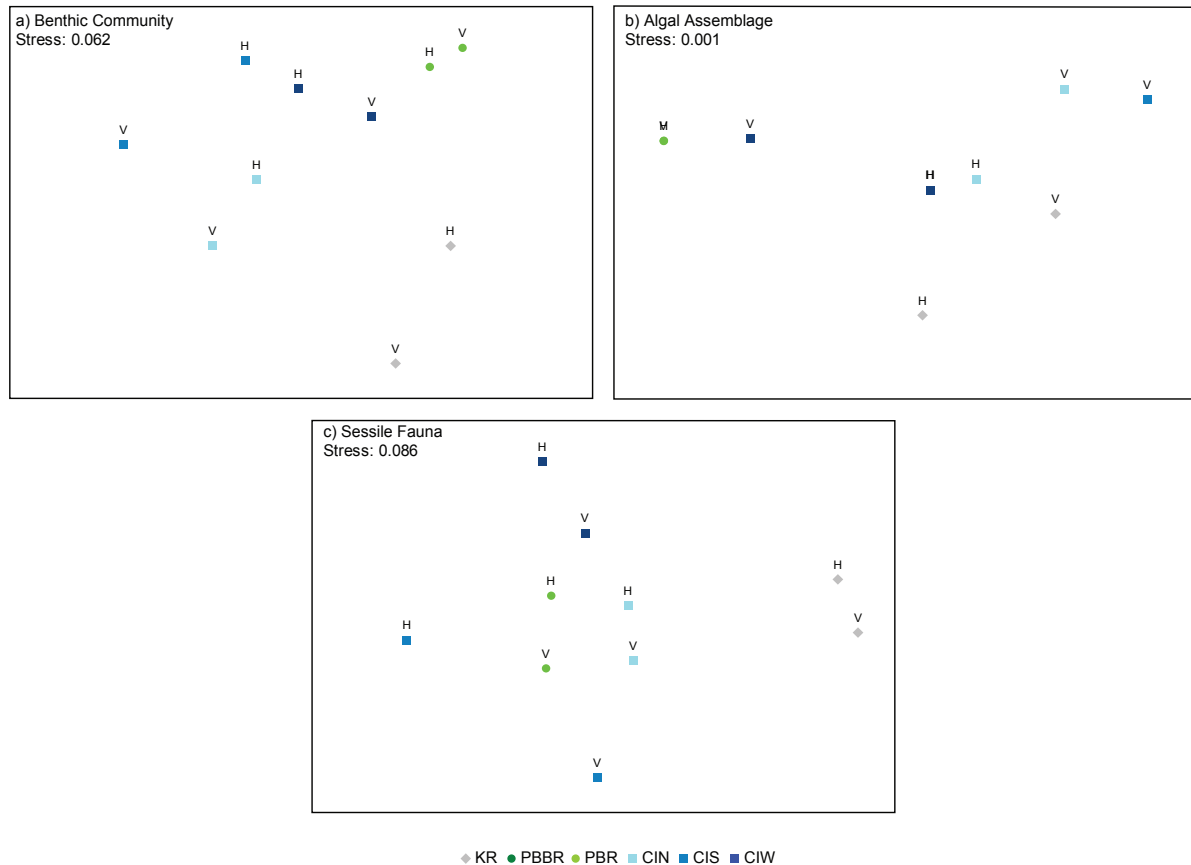 a) Benthic Community
Stress: 0.062
V
H
H
H
V
V
H
V
H
V
b) Algal Assemblage
Stress: 0.001
V
V
H
V
V
H
H
V
H
c) Sessile Fauna
Stress: 0.086
H
V
H
H
H
H
V
V
V
V
KR PBBR PBR CIN CIS CIW